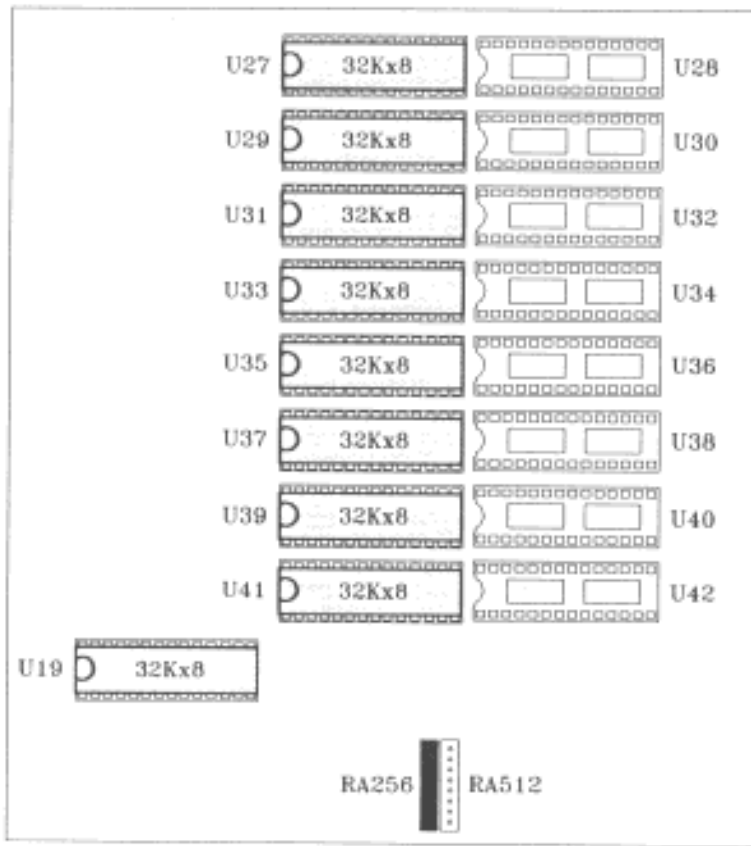 U27 32Kx8 U28
U29 32Kx8 U30
U31 32Kx8 U32
U33 32Kx8 U34
U35 32Kx8 U36
U37 32Kx8 U38
U39 32Kx8 U40
U41 32Kx8 U42
U19 32Kx8
RA256 RA512